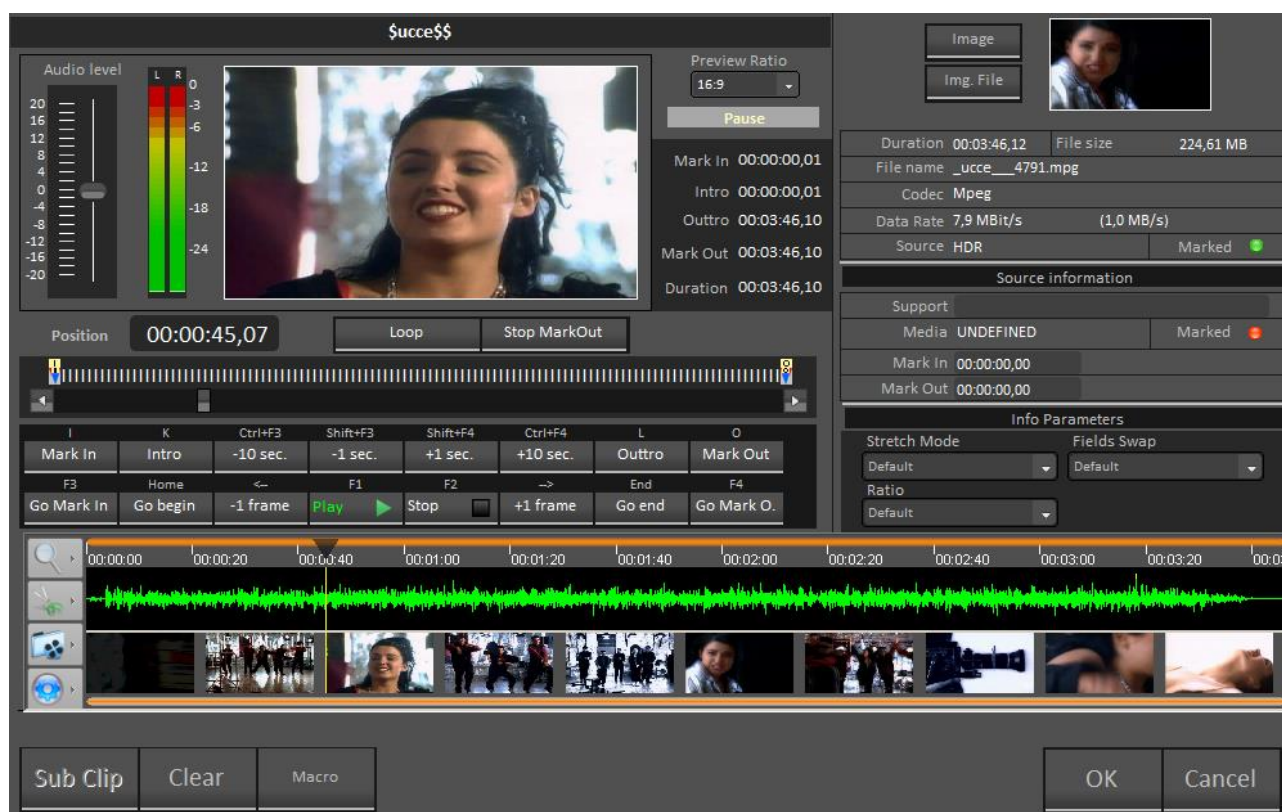 $ucce$$
Audio level
L R
0
-3
-6
-12
-18
-24
20
16
12
8
4
0
-4
-8
-12
-16
-20
Preview Ratio
16:9
Pause
Mark In 00:00:00,01
Intro 00:00:00,01
Outtro 00:03:46,10
Mark Out 00:03:46,10
Duration 00:03:46,10
Position 00:00:45,07
Loop Stop MarkOut
I K Ctrl+F3 Shift+F3 Shift+F4 Ctrl+F4 L O
Mark In Intro -10 sec. -1 sec. +1 sec. +10 sec. Outtro Mark Out
F3 Home <-- F1 F2 --> End F4
Go Mark In Go begin -1 frame Play Stop +1 frame Go end Go Mark O.
Image
Img. File
Duration 00:03:46,12 File size 224,61 MB
File name _ucce___4791.mpg
Codec Mpeg
Data Rate 7,9 MBit/s (1,0 MB/s)
Source HDR Marked
Source information
Support
Media UNDEFINED Marked
Mark In 00:00:00,00
Mark Out 00:00:00,00
Info Parameters
Stretch Mode Fields Swap
Default Default
Ratio
Default
00:00:00 00:00:20 00:00:40 00:01:00 00:01:20 00:01:40 00:02:00 00:02:20 00:02:40 00:03:00 00:03:20
Sub Clip Clear Macro OK Cancel